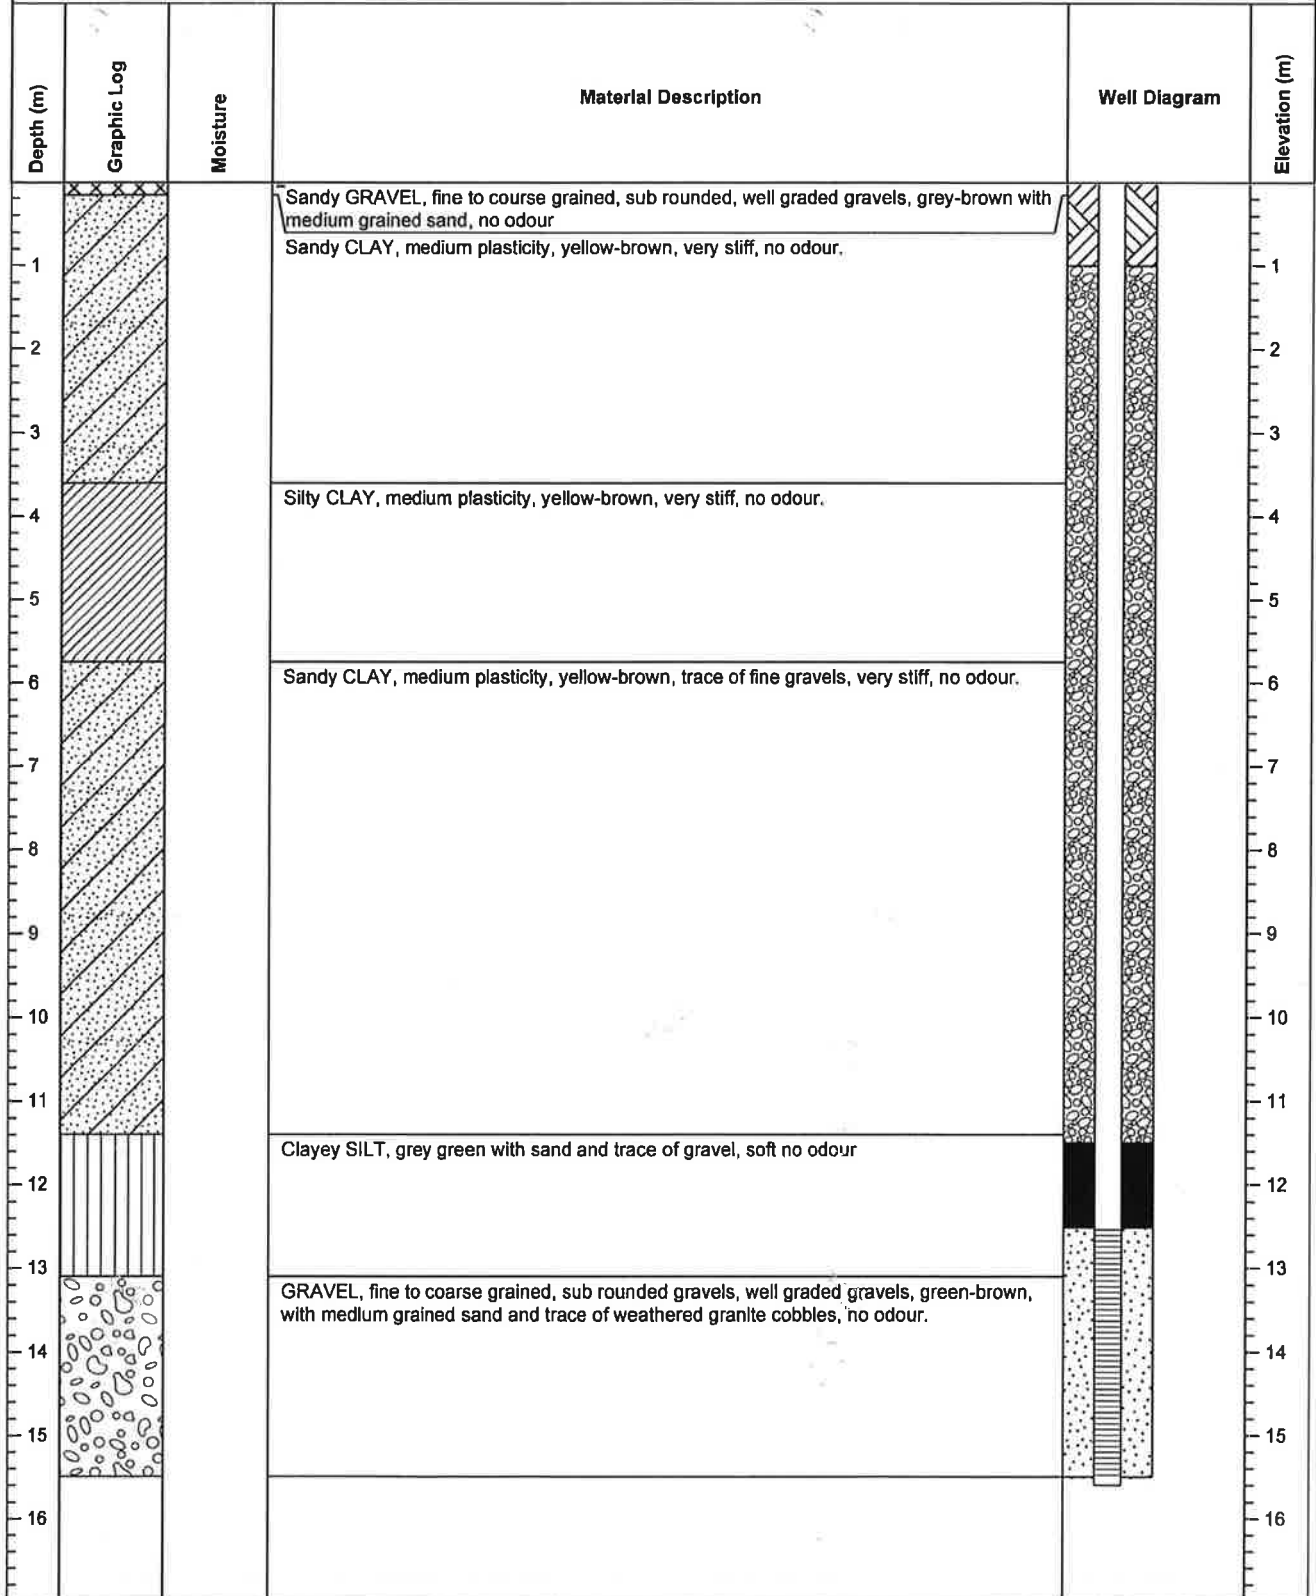 Depth (m)
Graphic Log
Moisture
Material Description
Well Diagram
Elevation (m)
Sandy GRAVEL, fine to course grained, sub rounded, well graded gravels, grey-brown with
medium grained sand, no odour
Sandy CLAY, medium plasticity, yellow-brown, very stiff, no odour.
1
1
2
2
3
3
Silty CLAY, medium plasticity, yellow-brown, very stiff, no odour.
4
4
5
5
Sandy CLAY, medium plasticity, yellow-brown, trace of fine gravels, very stiff, no odour.
6
6
7
7
8
8
9
9
10
10
11
11
Clayey SILT, grey green with sand and trace of gravel, soft no odour
12
12
13
13
GRAVEL, fine to coarse grained, sub rounded gravels, well graded gravels, green-brown,
with medium grained sand and trace of weathered granite cobbles, no odour.
14
14
15
15
16
16